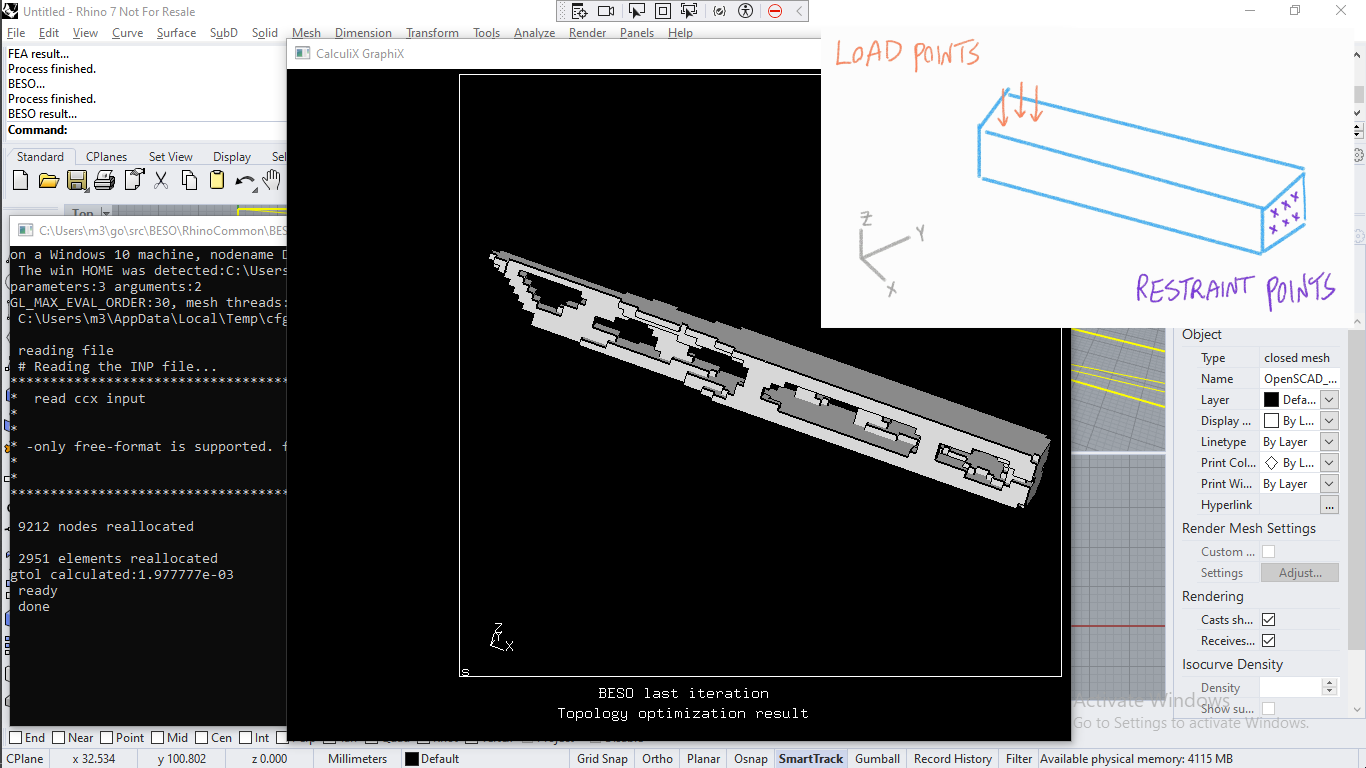 Untitled - Rhino 7 Not For Resale
File Edit View Curve Surface SubD Solid Mesh Dimension Transform Tools Analyze Render Panels Help
FEA result...
Process finished.
BESO...
Process finished.
BESO result...
Command:
Standard CPlanes Set View Display
Top
C:\Users\m3\go\src\BESO\RhinoCommon\BES
on a Windows 10 machine, nodename
The win HOME was detected:C:\Users
parameters:3 arguments:2
GL_MAX_EVAL_ORDER:30, mesh threads:
C:\Users\m3\AppData\Local\Temp\cfg
reading file
# Reading the INP file...
***********************************
* read ccx input
*
*
* -only free-format is supported. f
*
*
***********************************
9212 nodes reallocated
2951 elements reallocated
gtol calculated:1.977777e-03
ready
done
CalculiX GraphiX
Z
Y
X
s
BESO last iteration
Topology optimization result
LOAD POINTS
Z
Y
X
RESTRAINT POINTS
Object
Type closed mesh
Name OpenSCAD_...
Layer Defa...
Display ... By L...
Linetype By Layer
Print Col... By L...
Print Wi... By Layer
Hyperlink ...
Render Mesh Settings
Custom ...
Settings Adjust...
Rendering
Casts sh...
Receives...
Isocurve Density
Density
Show su...
Activate Windows
Go to Settings to activate Windows.
End Near Point Mid Cen Int
CPlane x 32.534 y 100.802 z 0.000 Millimeters Default Grid Snap Ortho Planar Osnap SmartTrack Gumball Record History Filter Available physical memory: 4115 MB